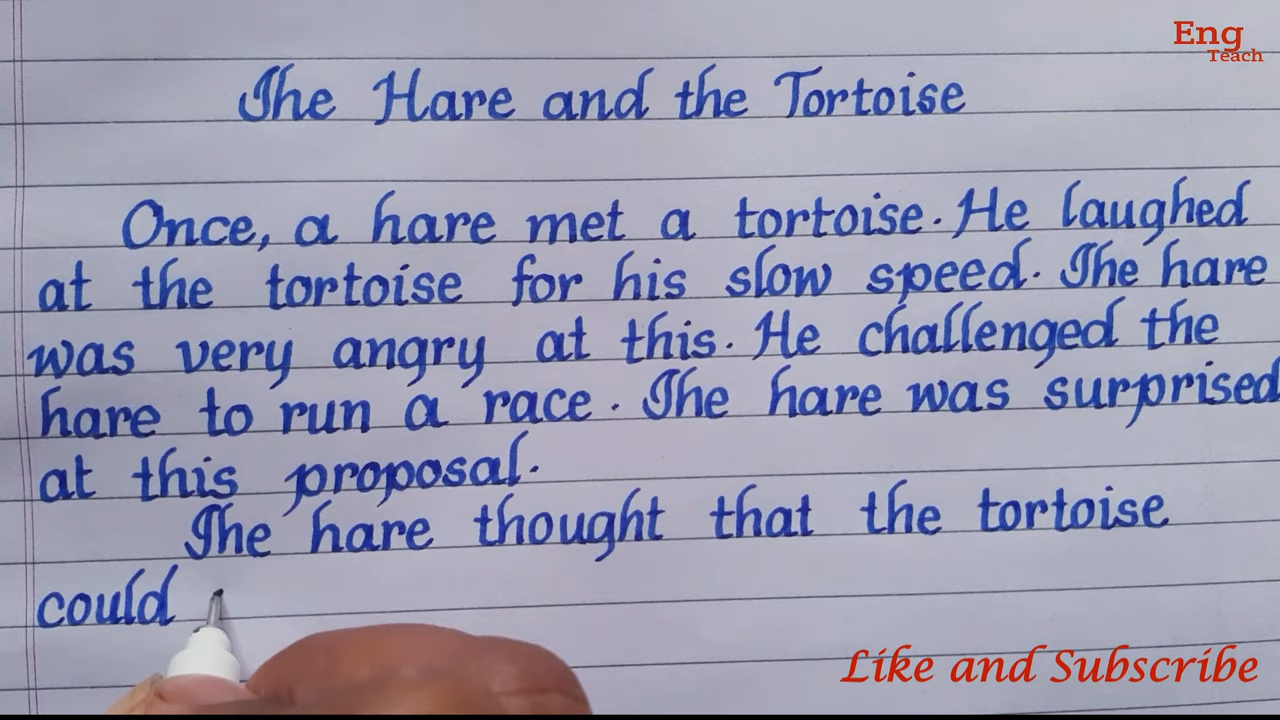 Eng
Teach
The Hare and the Tortoise
Once, a hare met a tortoise. He laughed
at the tortoise for his slow speed. The hare
was very angry at this. He challenged the
hare to run a race. The hare was surprised
at this proposal.
The hare thought that the tortoise
could
Like and Subscribe